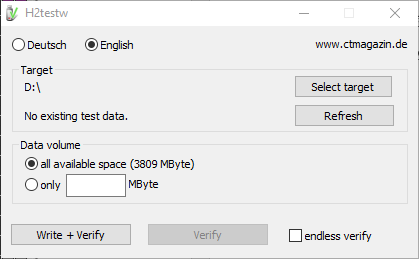 H2testw
Deutsch English www.ctmagazin.de
Target
D:\ Select target
No existing test data. Refresh
Data volume
all available space (3809 MByte)
only MByte
Write + Verify Verify endless verify